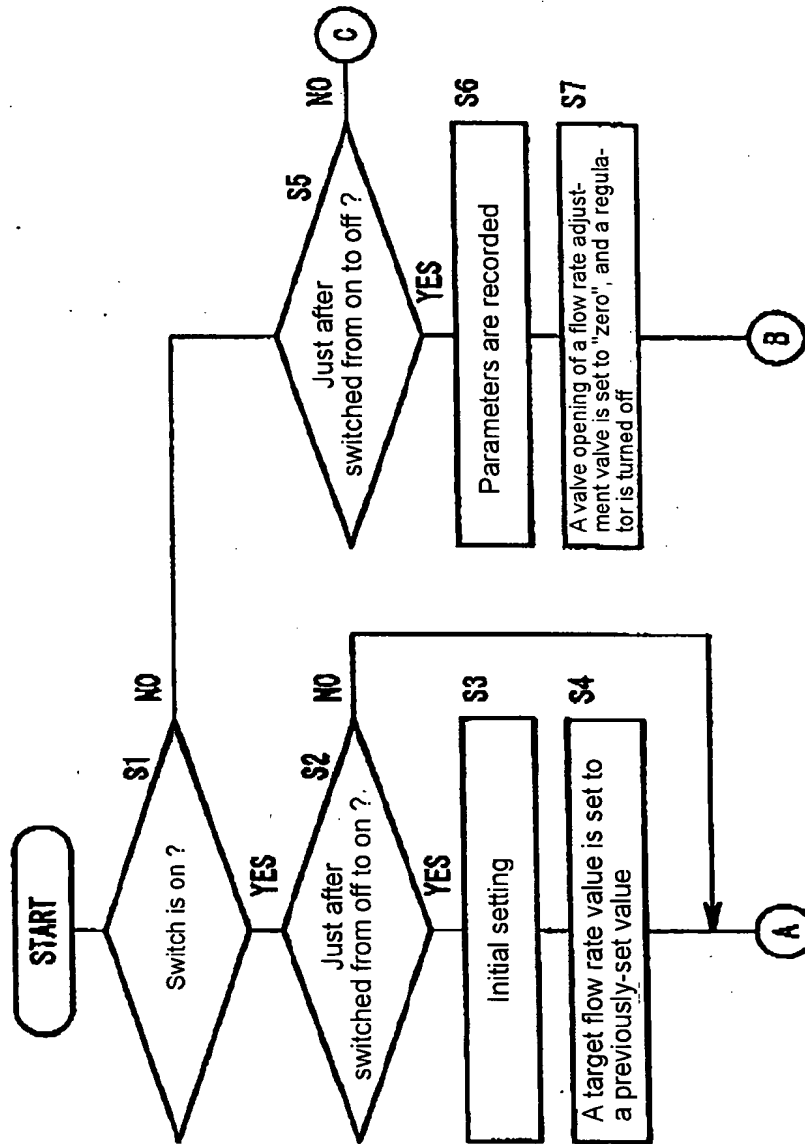 START
S1
Switch is on ?
NO
YES
S2
Just after
switched from off to on ?
NO
YES
S3
Initial setting
S4
A target flow rate value is set to
a previously-set value
A
S5
Just after
switched from on to off ?
NO
C
YES
S6
Parameters are recorded
S7
A valve opening of a flow rate adjust-
ment valve is set to "zero", and a regula-
tor is turned off
B